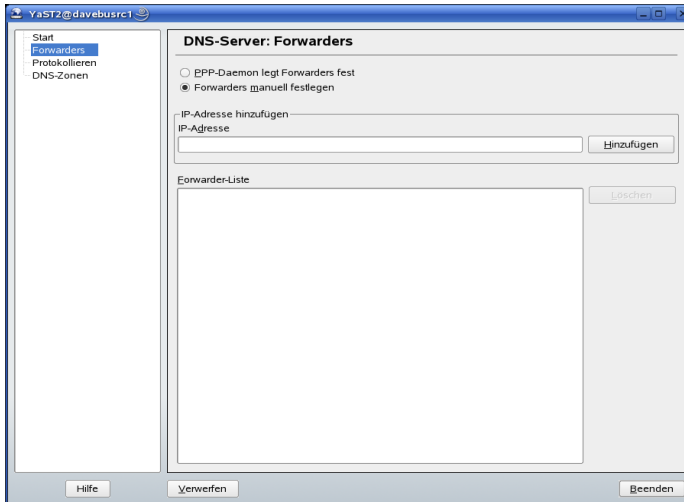 YaST2@davebusrc1
Start
Forwarders
Protokollieren
DNS-Zonen
DNS-Server: Forwarders
PPP-Daemon legt Forwarders fest
Forwarders manuell festlegen
IP-Adresse hinzufügen
IP-Adresse
Hinzufügen
Forwarder-Liste
Löschen
Hilfe
Verwerfen
Beenden